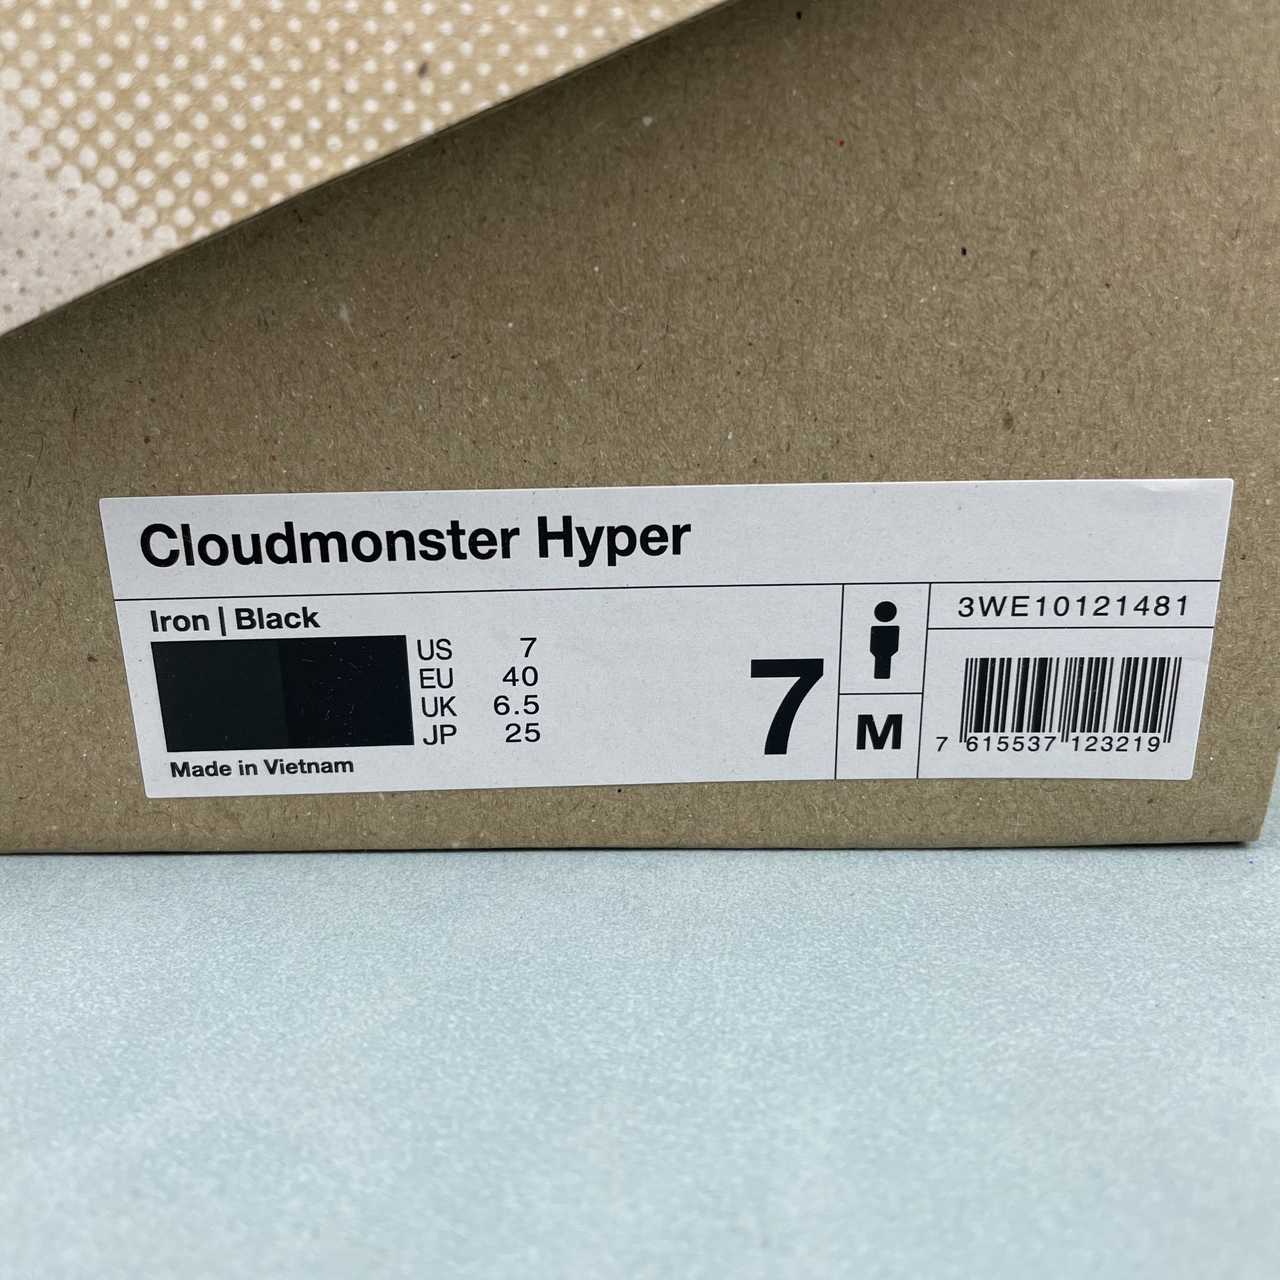 Cloudmonster Hyper
Iron | Black
US 7
EU 40
UK 6.5
JP 25
Made in Vietnam
7
M
3WE10121481
7 615537 123219